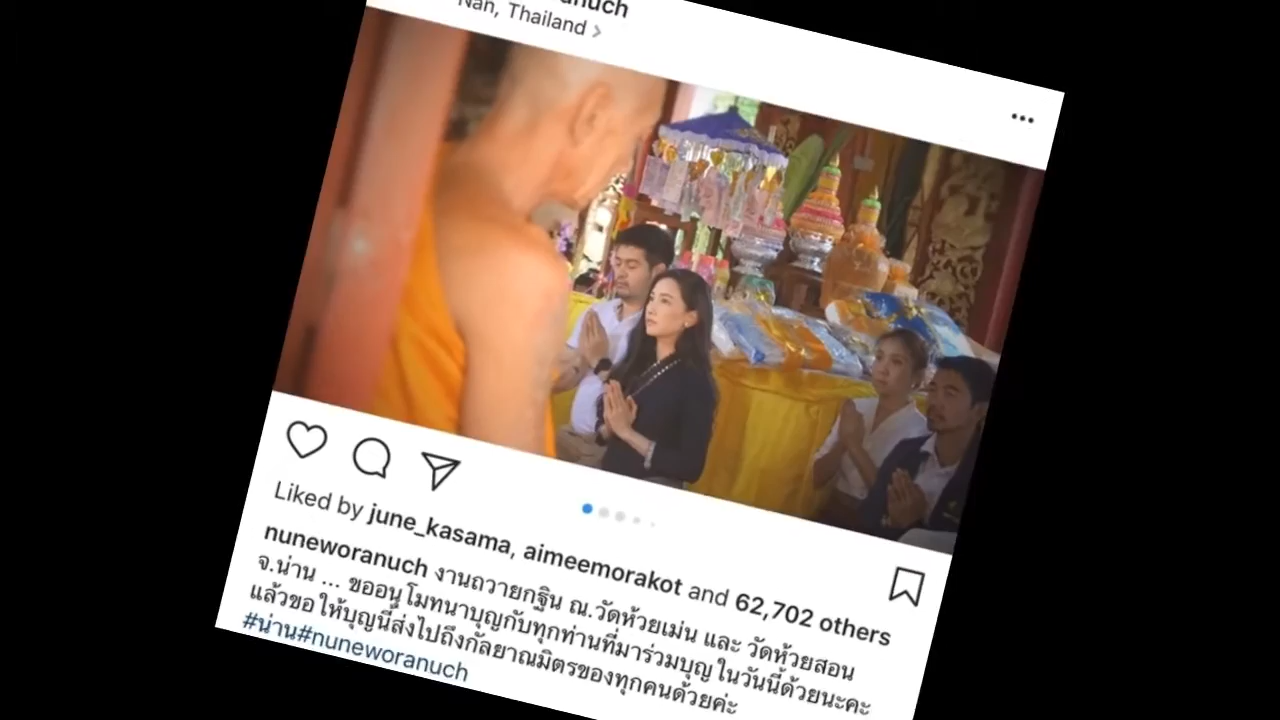 Nan, Thailand
Liked by june_kasama, aimeemorakot and 62,702 others
nuneworanuch งานถวายกฐิน ณ.วัดห้วยเม่น และ วัดห้วยสอน
จ.น่าน ... ขออนุโมทนาบุญกับทุกท่านที่มาร่วมบุญในวันนี้ด้วยนะคะ
แล้วขอให้บุญนี้ส่งไปถึงกัลยาณมิตรของทุกคนด้วยค่ะ
#น่าน#nuneworanuch